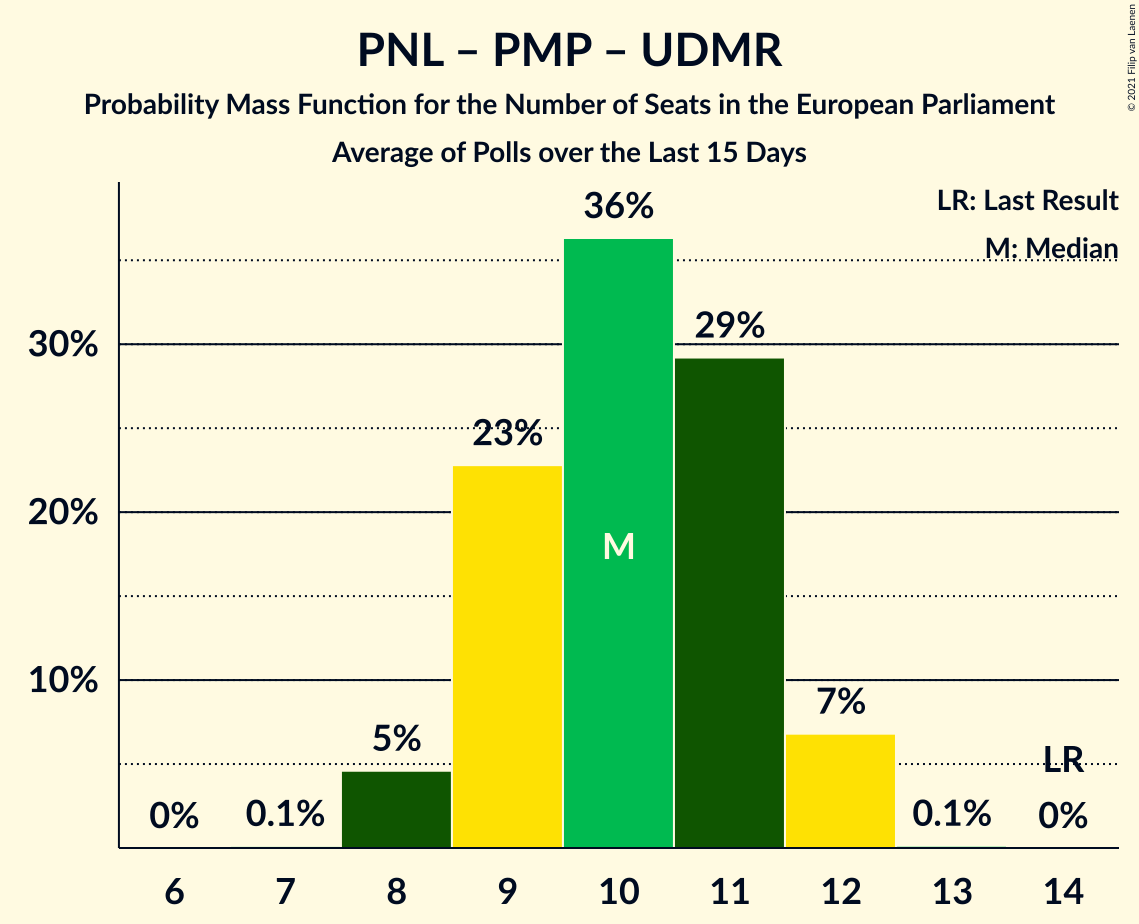 PNL – PMP – UDMR
Probability Mass Function for the Number of Seats in the European Parliament
Average of Polls over the Last 15 Days
© 2021 Filip van Laenen
LR: Last Result
M: Median
36%
29%
23%
7%
5%
0.1%
0.1%
0%
0%
LR
M
30%
20%
10%
6 7 8 9 10 11 12 13 14